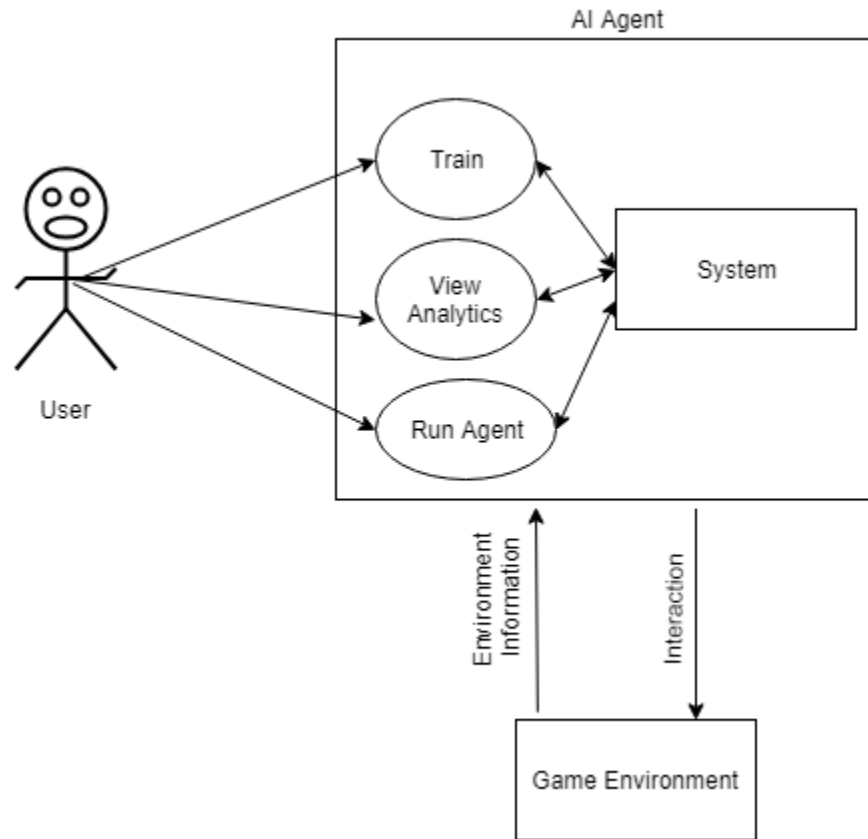 AI Agent
Train
View
Analytics
System
Run Agent
User
Environment
Information
Interaction
Game Environment